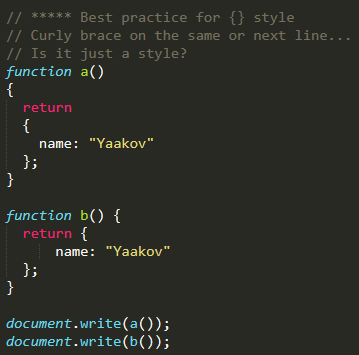 // ***** Best practice for {} style
// Curly brace on the same or next line...
// Is it just a style?
function a()
{
  return
  {
    name: "Yaakov"
  };
}

function b() {
  return {
      name: "Yaakov"
  };
}

document.write(a());
document.write(b());